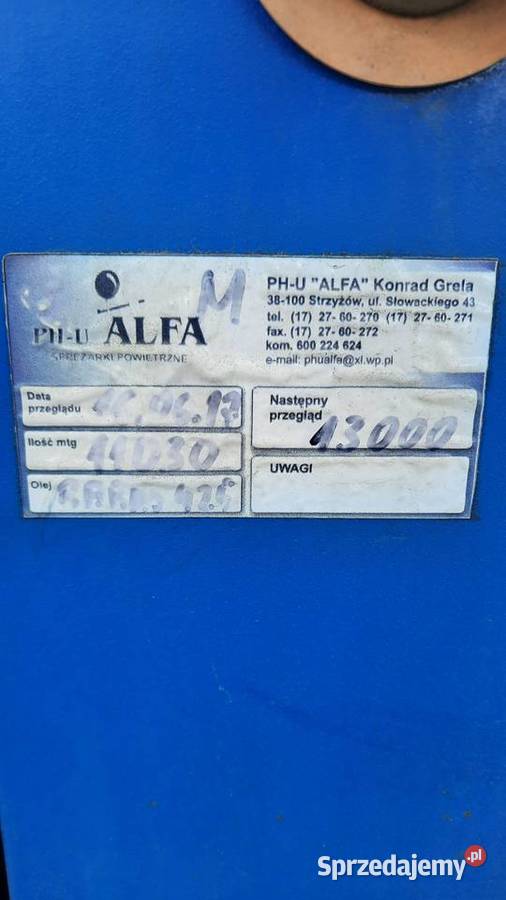 M
PH-U ALFA
SPRĘŻARKI POWIETRZNE
PH-U "ALFA" Konrad Grela
38-100 Strzyżów, ul. Słowackiego 43
tel. (17) 27-60-270 (17) 27-60-271
fax. (17) 27-60-272
kom. 600 224 624
e-mail: phualfa@xl.wp.pl
Data przeglądu
Ilość mtg 11030
Olej
Następny przegląd 13000
UWAGI
Sprzedajemy.pl